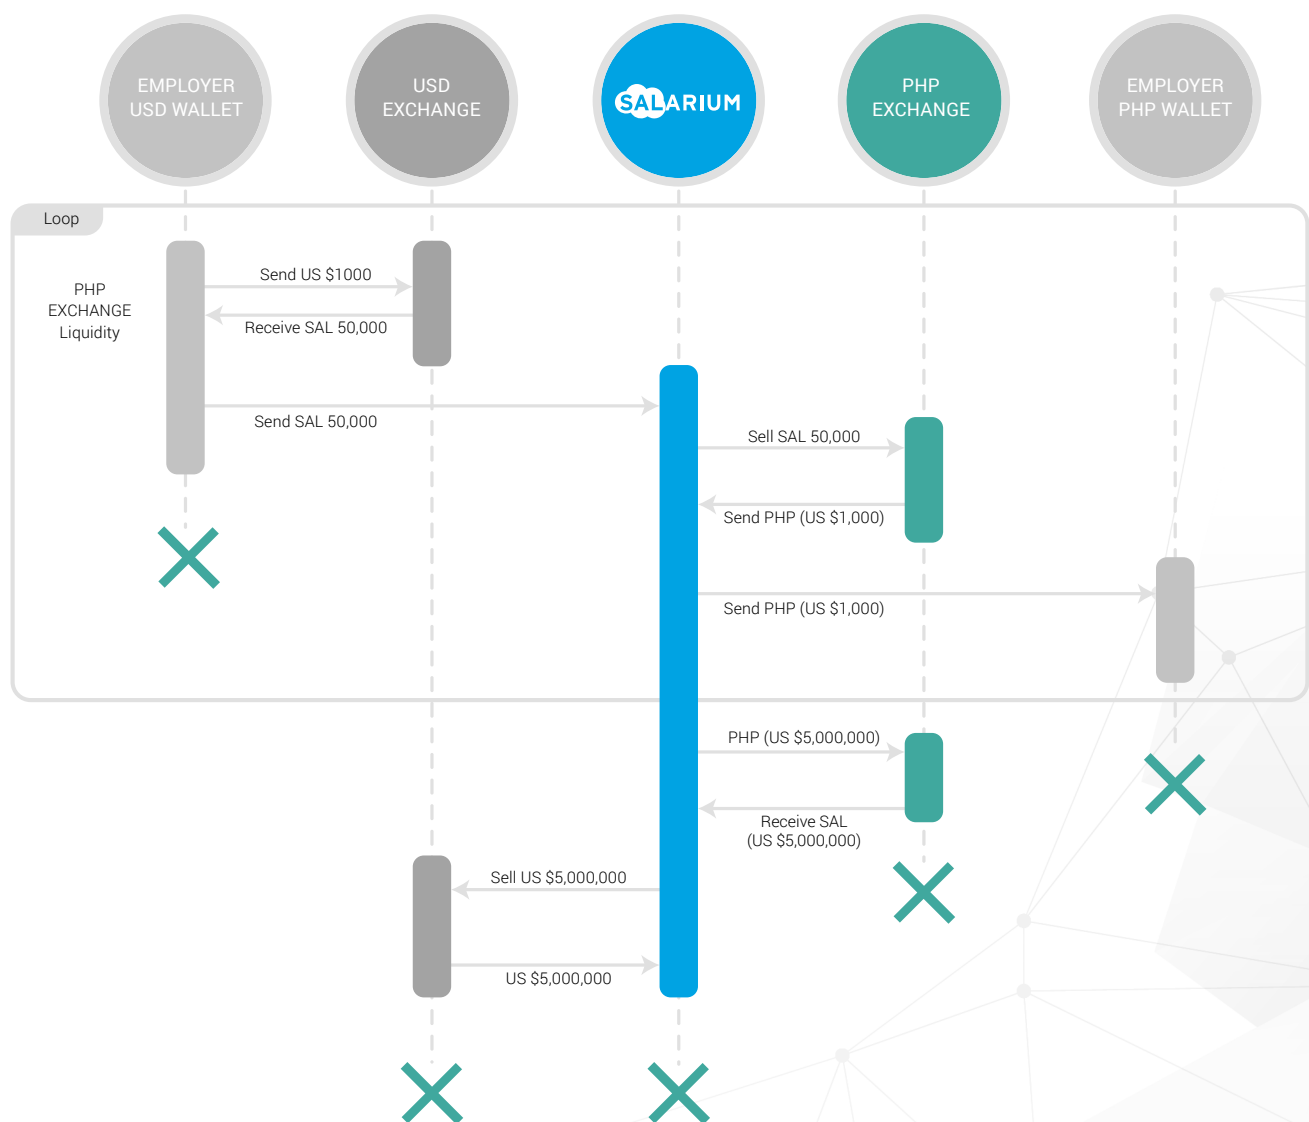 EMPLOYER
USD WALLET
USD
EXCHANGE
SALARIUM
PHP
EXCHANGE
EMPLOYER
PHP WALLET
Loop
PHP
EXCHANGE
Liquidity
Send US $1000
Receive SAL 50,000
Send SAL 50,000
Sell SAL 50,000
Send PHP (US $1,000)
Send PHP (US $1,000)
PHP (US $5,000,000)
Receive SAL
(US $5,000,000)
Sell US $5,000,000
US $5,000,000